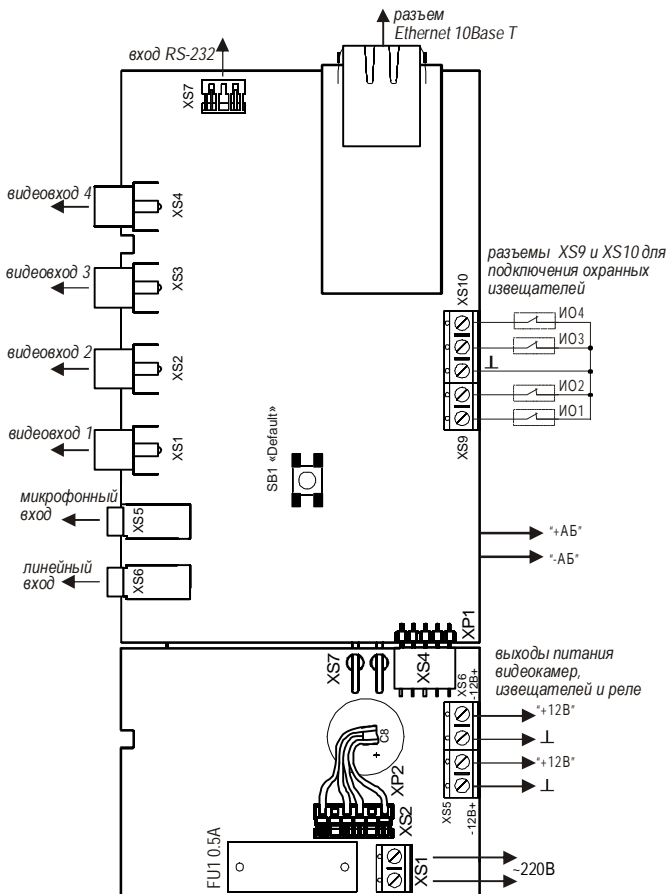 разъем
Ethernet 10Base T
вход RS-232
XS7
видеовход 4
XS4
видеовход 3
XS3
разъемы XS9 и XS10 для
подключения охранных
извещателей
XS10
ИО4
ИО3
⊥
видеовход 2
XS2
ИО2
ИО1
видеовход 1
XS1
XS9
SB1 «Default»
микрофонный
вход
XS5
"+АБ"
"-АБ"
линейный
вход
XS6
XP1
XS7
XS4
выходы питания
видеокамер,
извещателей и реле
XS6
-12В+
"+12В"
⊥
"+12В"
⊥
C8
+
XP2
XS5
-12В+
XS2
FU1 0.5A
XS1
~220В